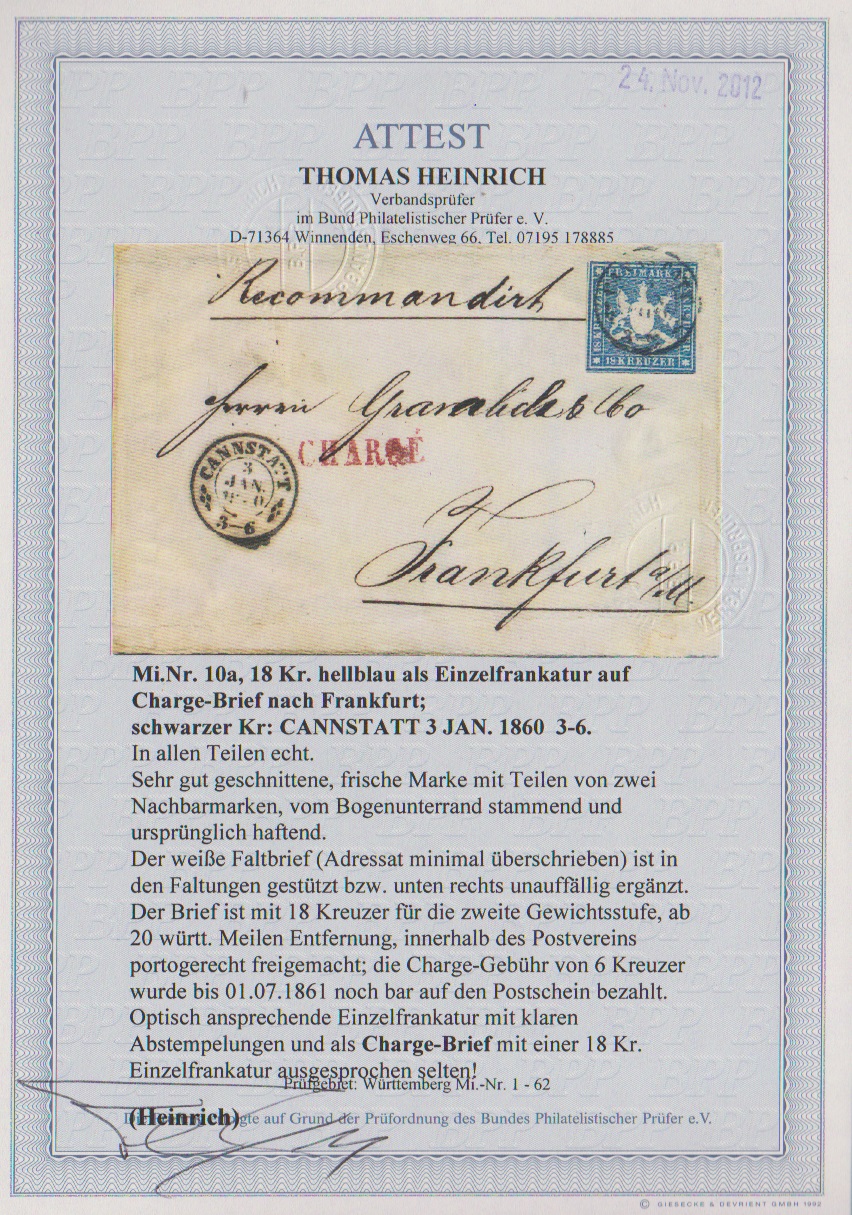 24. Nov. 2012
ATTEST
THOMAS HEINRICH
Verbandsprüfer
im Bund Philatelistischer Prüfer e. V.
D-71364 Winnenden, Eschenweg 66, Tel. 07195 178885
Recommandirt
FREIMARKE
18 KREUZER
Herren Gramlich & Co
CHARGÉ
CANNSTATT
3
JAN.
3-6
Frankfurt a/M.
Mi.Nr. 10a, 18 Kr. hellblau als Einzelfrankatur auf
Charge-Brief nach Frankfurt;
schwarzer Kr: CANNSTATT 3 JAN. 1860 3-6.
In allen Teilen echt.
Sehr gut geschnittene, frische Marke mit Teilen von zwei
Nachbarmarken, vom Bogenunterrand stammend und
ursprünglich haftend.
Der weiße Faltbrief (Adressat minimal überschrieben) ist in
den Faltungen gestützt bzw. unten rechts unauffällig ergänzt.
Der Brief ist mit 18 Kreuzer für die zweite Gewichtsstufe, ab
20 württ. Meilen Entfernung, innerhalb des Postvereins
portogerecht freigemacht; die Charge-Gebühr von 6 Kreuzer
wurde bis 01.07.1861 noch bar auf den Postschein bezahlt.
Optisch ansprechende Einzelfrankatur mit klaren
Abstempelungen und als Charge-Brief mit einer 18 Kr.
Einzelfrankatur ausgesprochen selten!
Prüfgebiet: Württemberg Mi.-Nr. 1 - 62
(Heinrich)
auf Grund der Prüfordnung des Bundes Philatelistischer Prüfer e.V.
© GIESECKE & DEVRIENT GMBH 1992